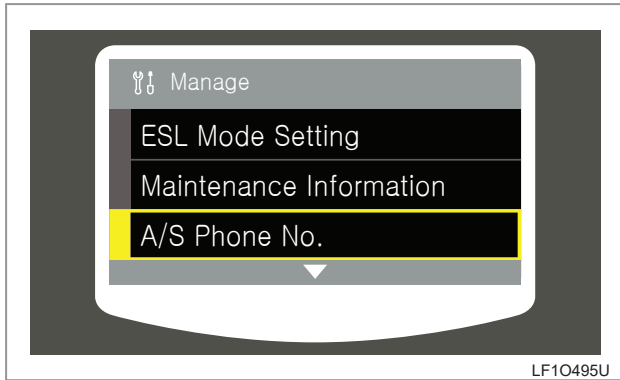 Manage
ESL Mode Setting
Maintenance Information
A/S Phone No.
LF1O495U